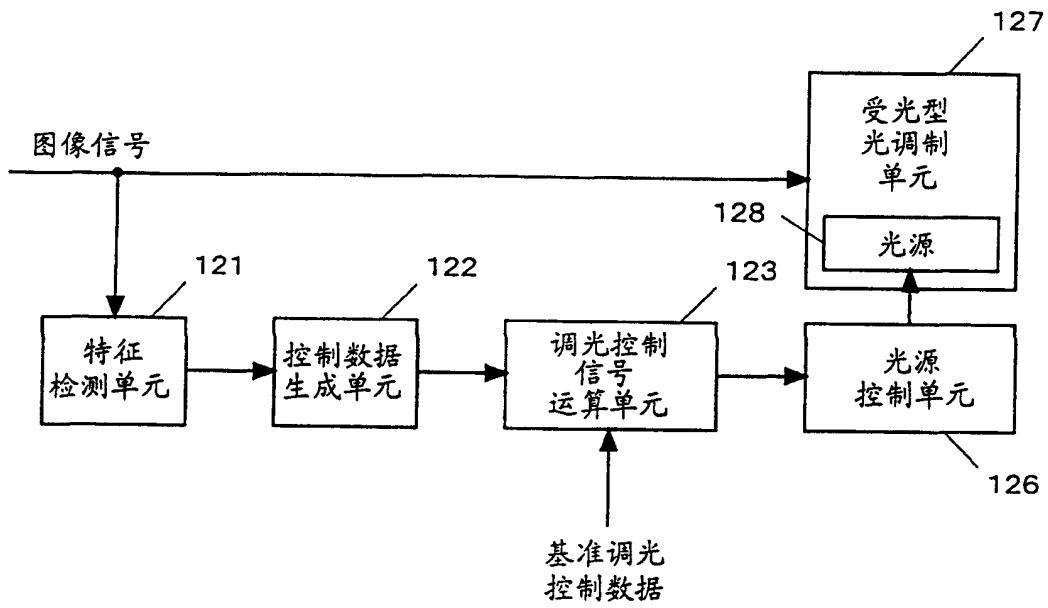 127
受光型
光调制
单元
图像信号
128
光源
121
122
123
特征
检测单元
控制数据
生成单元
调光控制
信号
运算单元
光源
控制单元
126
基准调光
控制数据